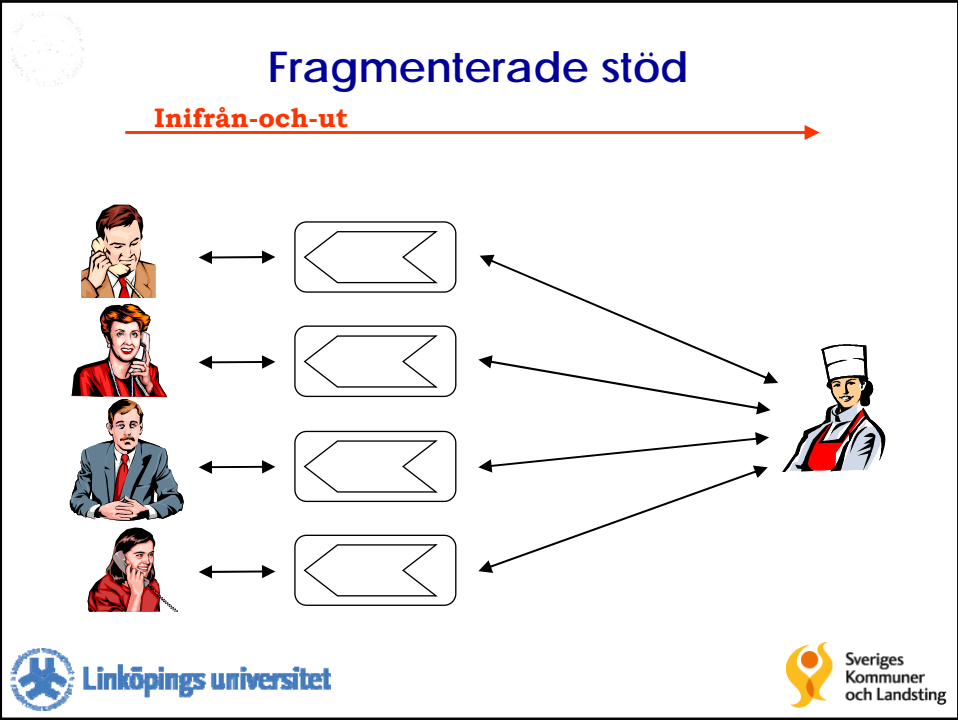 Fragmenterade stöd
Inifrån-och-ut
Linköpings universitet
Sveriges
Kommuner
och Landsting